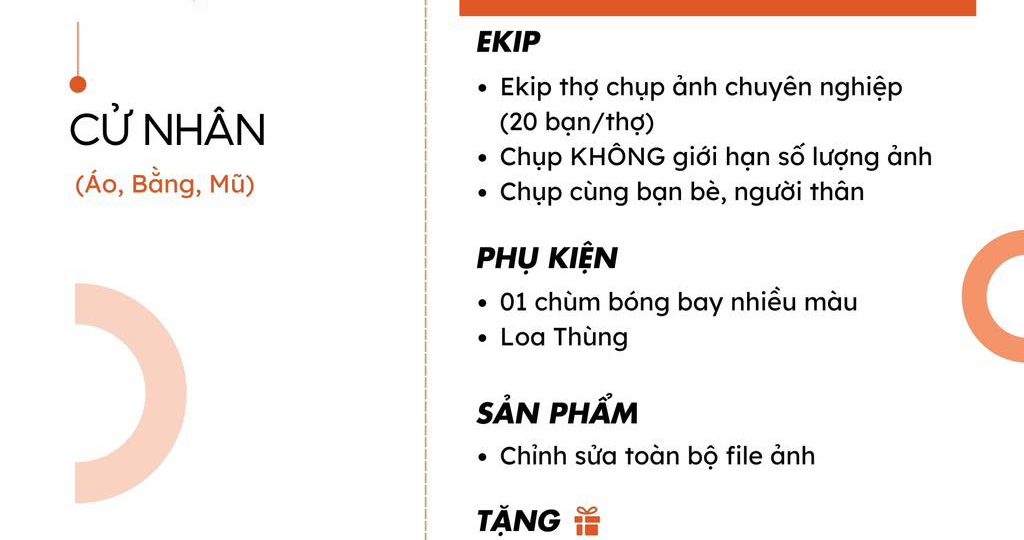 CỬ NHÂN
(Áo, Bằng, Mũ)
EKIP
• Ekip thợ chụp ảnh chuyên nghiệp
(20 bạn/thợ)
• Chụp KHÔNG giới hạn số lượng ảnh
• Chụp cùng bạn bè, người thân
PHỤ KIỆN
• 01 chùm bóng bay nhiều màu
• Loa Thùng
SẢN PHẨM
• Chỉnh sửa toàn bộ file ảnh
TẶNG